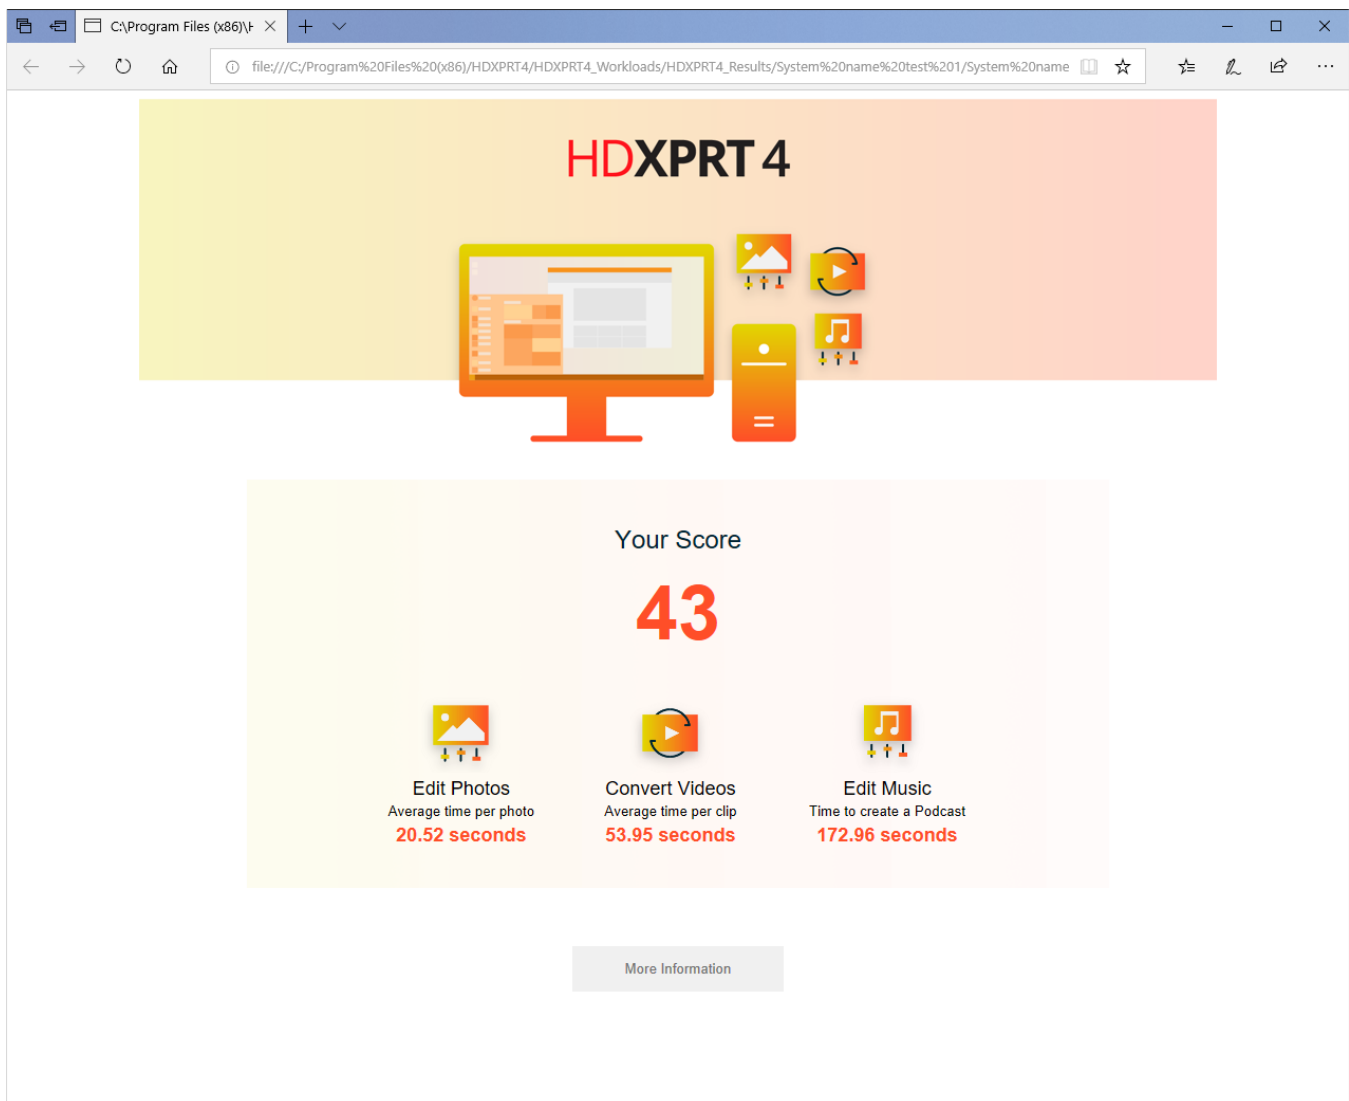 C:\Program Files (x86)\H
file:///C:/Program%20Files%20(x86)/HDXPRT4/HDXPRT4_Workloads/HDXPRT4_Results/System%20name%20test%201/System%20name
HDXPRT 4
Your Score
43
Edit Photos
Average time per photo
20.52 seconds
Convert Videos
Average time per clip
53.95 seconds
Edit Music
Time to create a Podcast
172.96 seconds
More Information